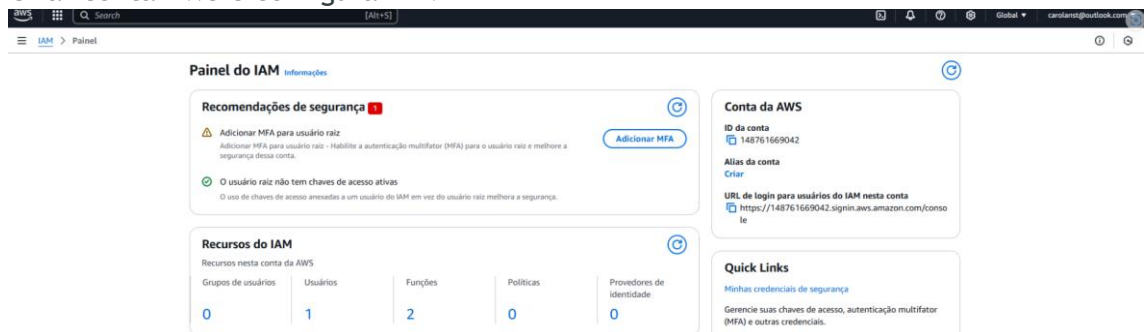 aws
Search
[Alt+S]
Global
carolanst@outlook.com
IAM > Painel
Painel do IAM Informações
Recomendações de segurança 1
Adicionar MFA para usuário raiz
Adicionar MFA para usuário raiz - Habilite a autenticação multifator (MFA) para o usuário raiz e melhore a
segurança dessa conta.
Adicionar MFA
O usuário raiz não tem chaves de acesso ativas
O uso de chaves de acesso anexadas a um usuário do IAM em vez do usuário raiz melhora a segurança.
Recursos do IAM
Recursos nesta conta da AWS
Grupos de usuários
0
Usuários
1
Funções
2
Políticas
0
Provedores de
identidade
0
Conta da AWS
ID da conta
148761669042
Alias da conta
Criar
URL de login para usuários do IAM nesta conta
https://148761669042.signin.aws.amazon.com/conso
le
Quick Links
Minhas credenciais de segurança
Gerencie suas chaves de acesso, autenticação multifator
(MFA) e outras credenciais.